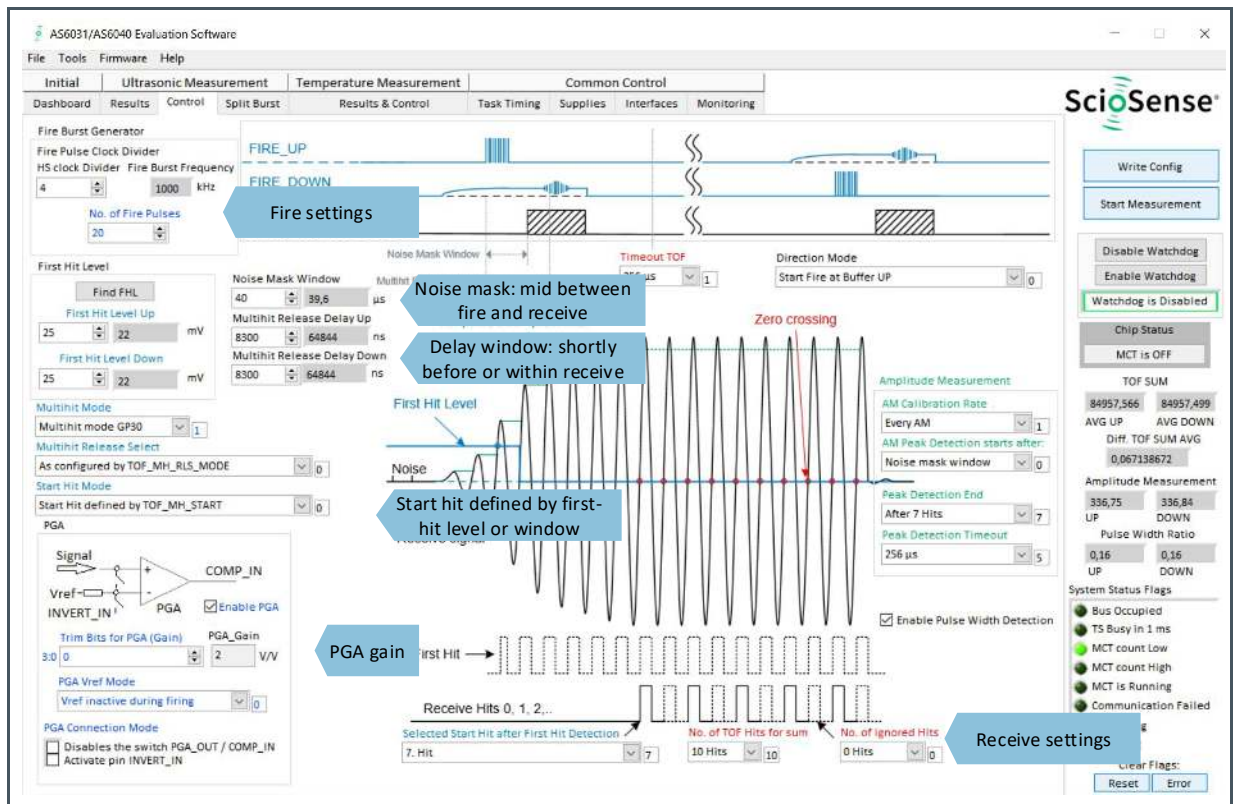 AS6031/AS6040 Evaluation Software
File Tools Firmware Help
Initial Ultrasonic Measurement Temperature Measurement Common Control
Dashboard Results Control Split Burst Results & Control Task Timing Supplies Interfaces Monitoring
ScioSense
Fire Burst Generator
Fire Pulse Clock Divider
HS clock Divider Fire Burst Frequency
4 1000 kHz
No. of Fire Pulses
20
FIRE_UP
FIRE_DOWN
Fire settings
Write Config
Start Measurement
Disable Watchdog
Enable Watchdog
Watchdog is Disabled
Chip Status
MCT is OFF
First Hit Level
Find FHL
First Hit Level Up
25 22 mV
First Hit Level Down
25 22 mV
Noise Mask Window
Noise Mask Window
40 39,6 µs
Multihit Release Delay Up
8300 64844 ns
Multihit Release Delay Down
8300 64844 ns
Timeout TOF
256 µs 1
Direction Mode
Start Fire at Buffer UP 0
Noise mask: mid between
fire and receive
Delay window: shortly
before or within receive
Zero crossing
First Hit Level
Noise
Multihit Mode
Multihit mode GP30 1
Multihit Release Select
As configured by TOF_MH_RLS_MODE 0
Start Hit Mode
Start Hit defined by TOF_MH_START 0
Start hit defined by first-
hit level or window
Amplitude Measurement
AM Calibration Rate
Every AM 1
AM Peak Detection starts after:
Noise mask window 0
Peak Detection End
After 7 Hits 7
Peak Detection Timeout
256 µs 5
TOF SUM
84957,566 84957,499
AVG UP AVG DOWN
Diff. TOF SUM AVG
0,067138672
Amplitude Measurement
336,75 336,84
UP DOWN
Pulse Width Ratio
0,16 0,16
UP DOWN
PGA
Signal
Vref
INVERT_IN
+
-
PGA
COMP_IN
Enable PGA
Trim Bits for PGA (Gain) PGA_Gain
3:0 0 2 V/V
PGA Vref Mode
Vref inactive during firing 0
PGA Connection Mode
Disables the switch PGA_OUT / COMP_IN
Activate pin INVERT_IN
PGA gain
First Hit
Enable Pulse Width Detection
Receive Hits 0, 1, 2,..
Selected Start Hit after First Hit Detection
7. Hit 7
No. of TOF Hits for sum
10 Hits 10
No. of Ignored Hits
0 Hits 0
Receive settings
System Status Flags
Bus Occupied
TS Busy in 1 ms
MCT count Low
MCT count High
MCT is Running
Communication Failed
Clear Flags:
Reset Error